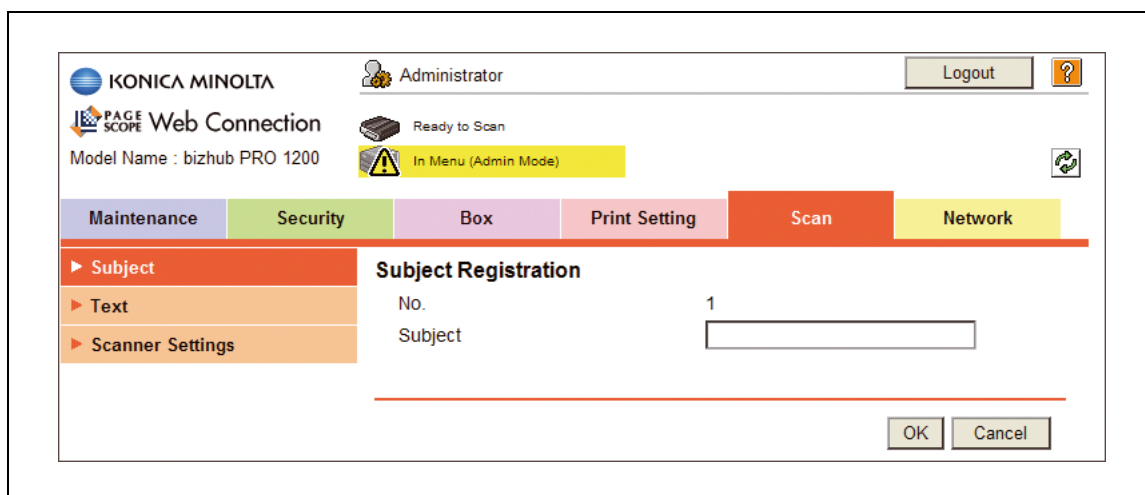 KONICA MINOLTA
Administrator
Logout
?
PAGE SCOPE Web Connection
Ready to Scan
Model Name : bizhub PRO 1200
In Menu (Admin Mode)
Maintenance
Security
Box
Print Setting
Scan
Network
Subject
Text
Scanner Settings
Subject Registration
No. 1
Subject
OK
Cancel